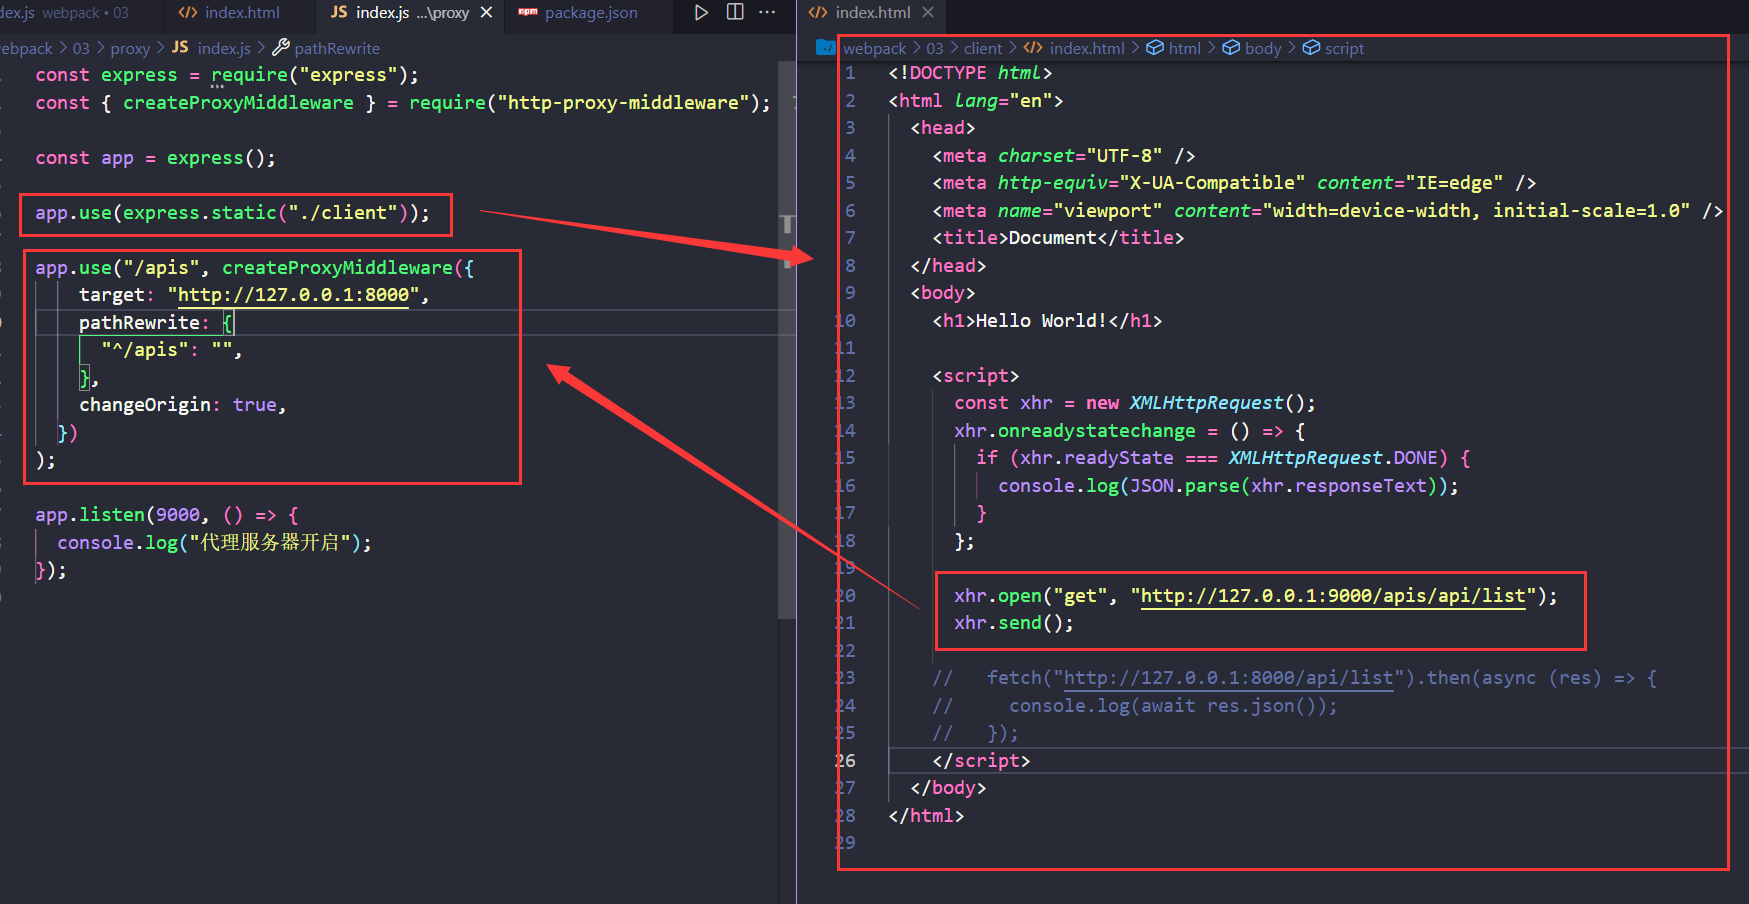 dex.js webpack • 03
index.html
JS index.js ...\proxy
npm package.json
ebpack > 03 > proxy > JS index.js > pathRewrite
const express = require("express");
const { createProxyMiddleware } = require("http-proxy-middleware");
const app = express();
app.use(express.static("./client"));
app.use("/apis", createProxyMiddleware({
target: "http://127.0.0.1:8000",
pathRewrite: {
"^/apis": "",
},
changeOrigin: true,
})
);
app.listen(9000, () => {
console.log("代理服务器开启");
});
index.html
webpack > 03 > client > index.html > html > body > script
1 <!DOCTYPE html>
2 <html lang="en">
3 <head>
4 <meta charset="UTF-8" />
5 <meta http-equiv="X-UA-Compatible" content="IE=edge" />
6 <meta name="viewport" content="width=device-width, initial-scale=1.0" />
7 <title>Document</title>
8 </head>
9 <body>
10 <h1>Hello World!</h1>
11
12 <script>
13 const xhr = new XMLHttpRequest();
14 xhr.onreadystatechange = () => {
15 if (xhr.readyState === XMLHttpRequest.DONE) {
16 console.log(JSON.parse(xhr.responseText));
17 }
18 };
19
20 xhr.open("get", "http://127.0.0.1:9000/apis/api/list");
21 xhr.send();
22
23 // fetch("http://127.0.0.1:8000/api/list").then(async (res) => {
24 // console.log(await res.json());
25 // });
26 </script>
27 </body>
28 </html>
29